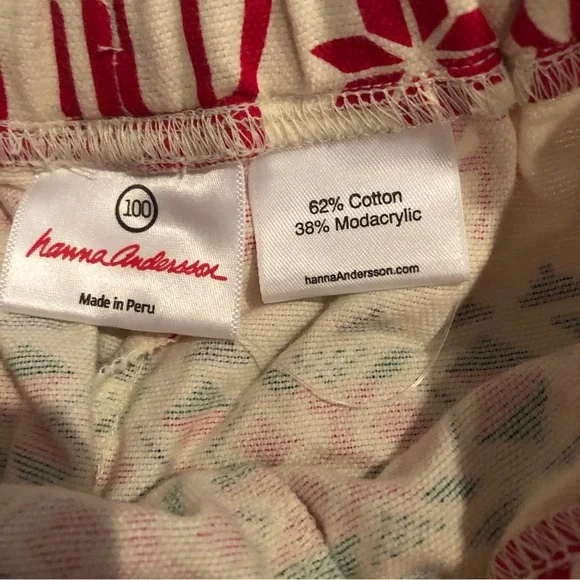 100
hanna Andersson
Made in Peru
62% Cotton
38% Modacrylic
hannaAndersson.com